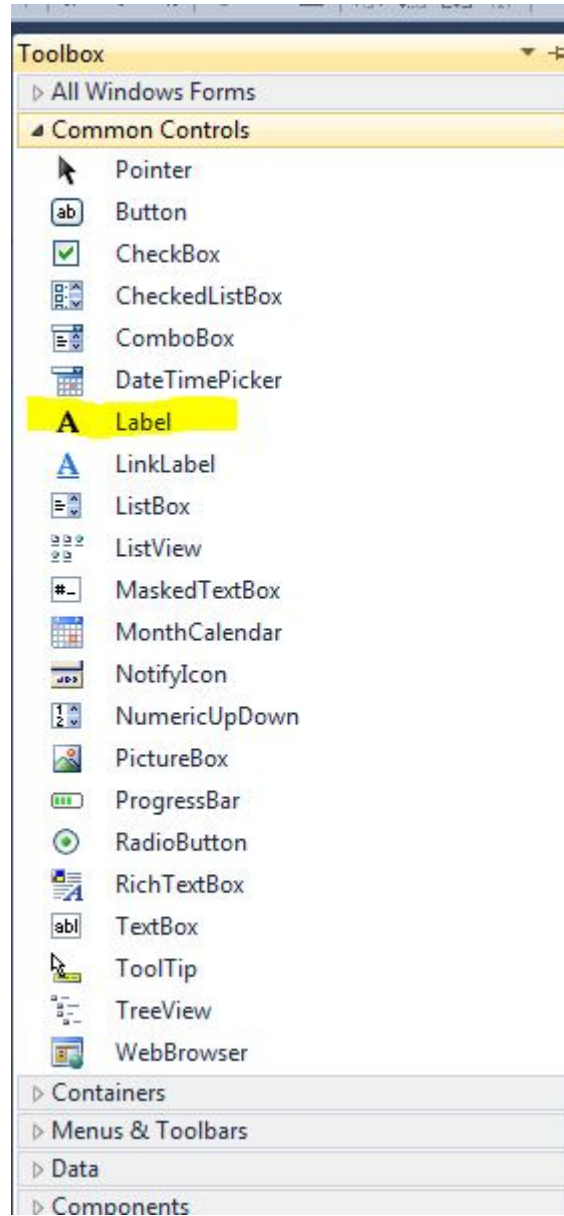 Toolbox
All Windows Forms
Common Controls
Pointer
Button
CheckBox
CheckedListBox
ComboBox
DateTimePicker
A Label
A LinkLabel
ListBox
ListView
MaskedTextBox
MonthCalendar
NotifyIcon
NumericUpDown
PictureBox
ProgressBar
RadioButton
RichTextBox
abl TextBox
ToolTip
TreeView
WebBrowser
Containers
Menus & Toolbars
Data
Components